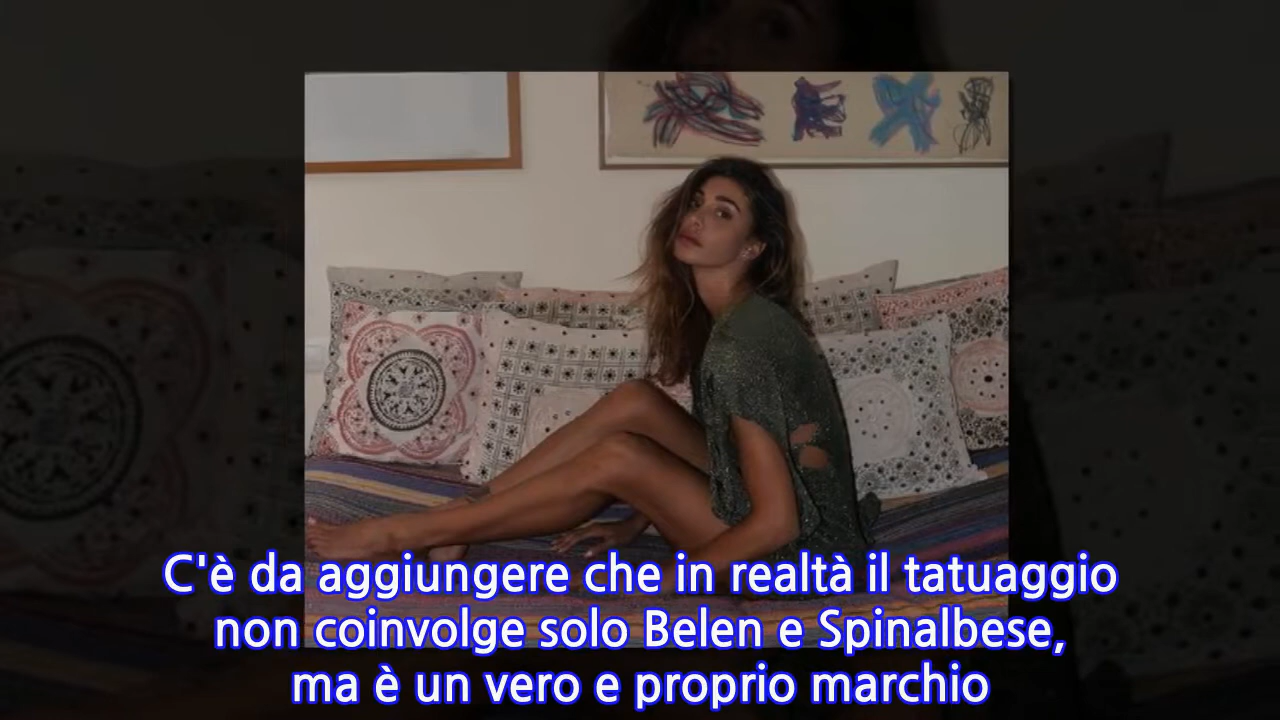 C'è da aggiungere che in realtà il tatuaggio
non coinvolge solo Belen e Spinalbese,
ma è un vero e proprio marchio